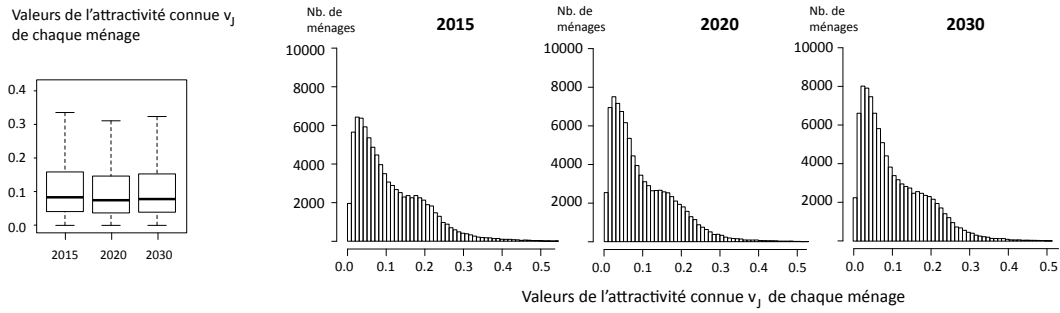 Valeurs de l’attractivité connue vJ
de chaque ménage
0.4
0.3
0.2
0.1
0.0
2015 2020 2030
Nb. de
ménages
2015
10000
8000
6000
4000
2000
0.0 0.1 0.2 0.3 0.4 0.5
Nb. de
ménages
2020
10000
8000
6000
4000
2000
0.0 0.1 0.2 0.3 0.4 0.5
Nb. de
ménages
2030
10000
8000
6000
4000
2000
0.0 0.1 0.2 0.3 0.4 0.5
Valeurs de l’attractivité connue vJ de chaque ménage